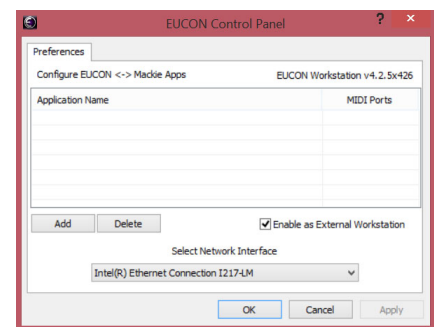 EUCON Control Panel ? ×
Preferences
Configure EUCON <-> Mackie Apps EUCON Workstation v4.2.5x426
Application Name MIDI Ports
Add Delete Enable as External Workstation
Select Network Interface
Intel(R) Ethernet Connection I217-LM
OK Cancel Apply